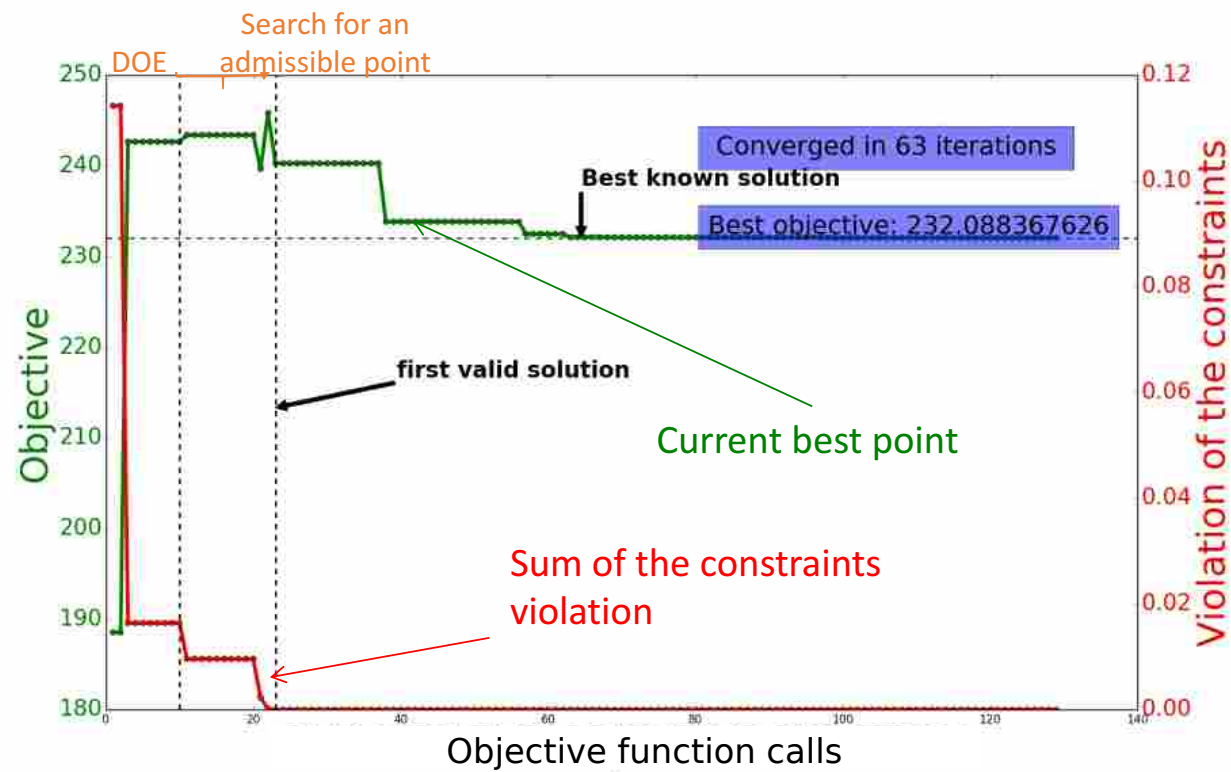 Search for an
DOE
admissible point
250
240
230
220
210
200
190
180
Objective
0.12
0.10
0.08
0.06
0.04
0.02
0.00
Violation of the constraints
Converged in 63 iterations
Best known solution
Best objective: 232.088367626
first valid solution
Current best point
Sum of the constraints
violation
0
20
40
60
80
100
120
140
Objective function calls